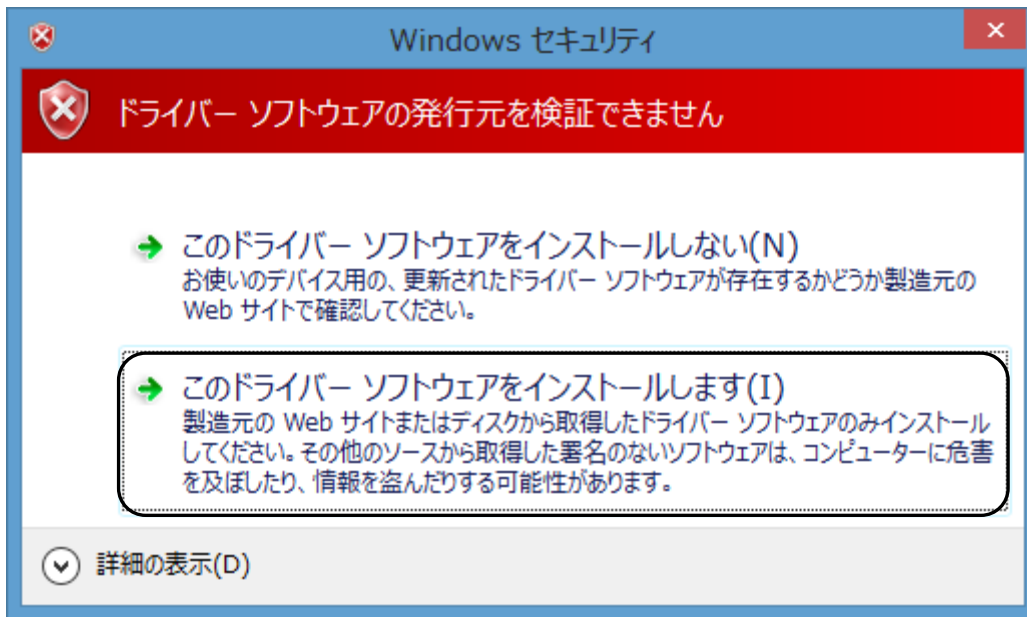 Windows セキュリティ
ドライバー ソフトウェアの発行元を検証できません
このドライバー ソフトウェアをインストールしない(N)
お使いのデバイス用の、更新されたドライバー ソフトウェアが存在するかどうか製造元の
Web サイトで確認してください。
このドライバー ソフトウェアをインストールします(I)
製造元の Web サイトまたはディスクから取得したドライバー ソフトウェアのみインストール
してください。その他のソースから取得した署名のないソフトウェアは、コンピューターに危害
を及ぼしたり、情報を盗んだりする可能性があります。
詳細の表示(D)